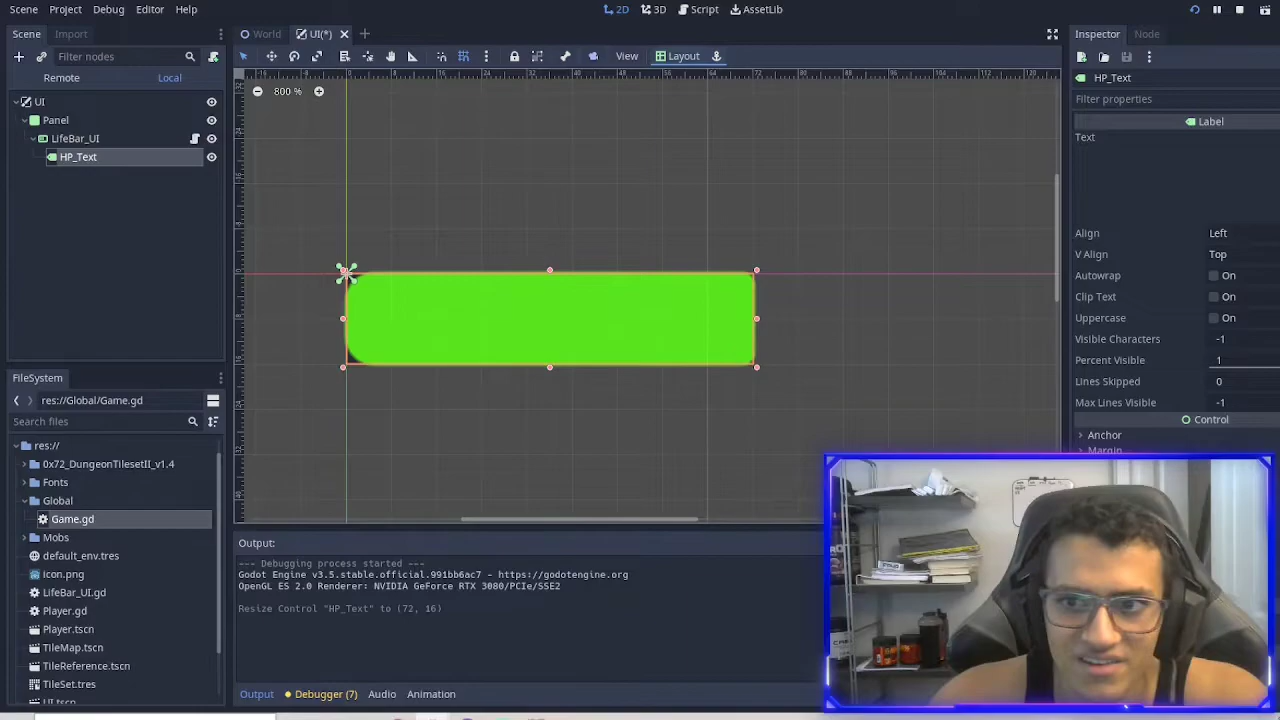 Scene Project Debug Editor Help
2D 3D Script AssetLib
Scene Import
World UI(*)
Inspector Node
Filter nodes
View Layout
Remote Local
HP_Text
800 %
Filter properties
UI
Label
Panel
Text
LifeBar_UI
HP_Text
Align Left
V Align Top
Autowrap On
Clip Text On
Uppercase On
Visible Characters -1
Percent Visible 1
Lines Skipped 0
Max Lines Visible -1
Control
Anchor
Margin
FileSystem
res://Global/Game.gd
Search files
res://
0x72_DungeonTilesetII_v1.4
Fonts
Global
Game.gd
Mobs
default_env.tres
icon.png
LifeBar_UI.gd
Player.gd
Player.tscn
TileMap.tscn
TileReference.tscn
TileSet.tres
UI.tscn
Output:
--- Debugging process started ---
Godot Engine v3.5.stable.official.991bb6ac7 - https://godotengine.org
OpenGL ES 2.0 Renderer: NVIDIA GeForce RTX 3080/PCIe/SSE2
Resize Control "HP_Text" to (72, 16)
Output Debugger (7) Audio Animation